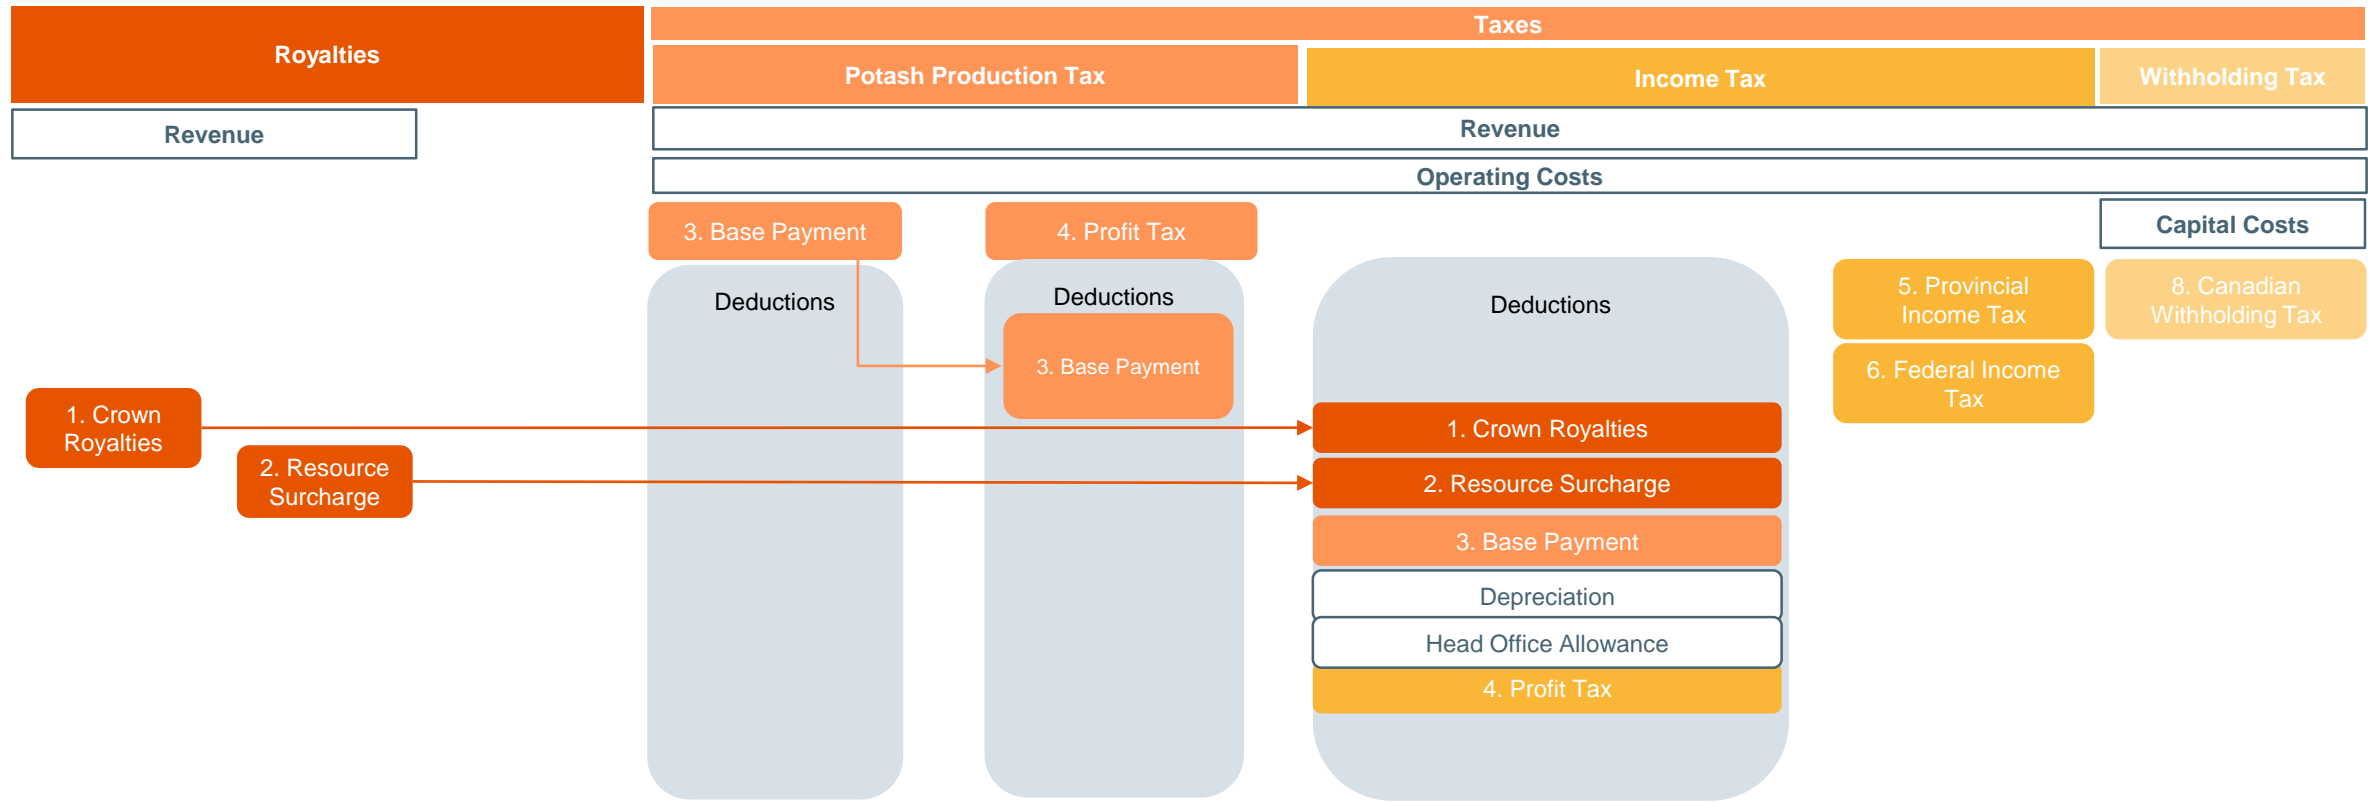 Royalties
Taxes
Potash Production Tax
Income Tax
Withholding Tax
Revenue
Revenue
Operating Costs
Capital Costs
3. Base Payment
4. Profit Tax
Deductions
Deductions
Deductions
5. Provincial
Income Tax
8. Canadian
Withholding Tax
3. Base Payment
6. Federal Income
Tax
1. Crown
Royalties
1. Crown Royalties
2. Resource
Surcharge
2. Resource Surcharge
3. Base Payment
Depreciation
Head Office Allowance
4. Profit Tax